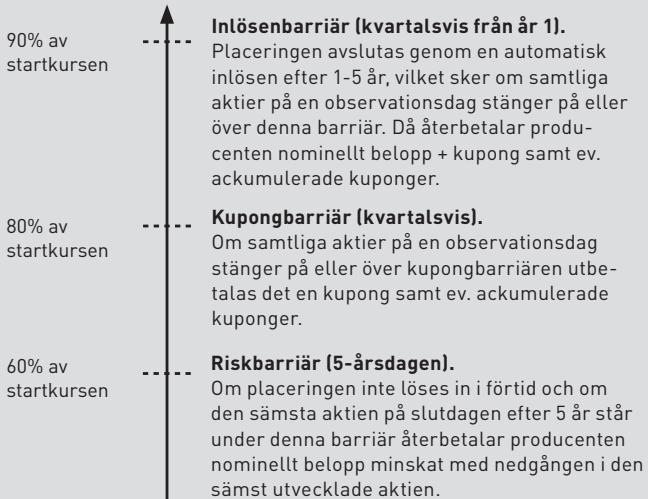 90% av
startkursen
Inlösenbarriär (kvartalsvis från år 1).
Placeringen avslutas genom en automatisk
inlösen efter 1-5 år, vilket sker om samtliga
aktier på en observationsdag stänger på eller
över denna barriär. Då återbetalar produ-
centen nominellt belopp + kupong samt ev.
ackumulerade kuponger.
80% av
startkursen
Kupongbarriär (kvartalsvis).
Om samtliga aktier på en observationsdag
stänger på eller över kupongbarriären utbe-
talas det en kupong samt ev. ackumulerade
kuponger.
60% av
startkursen
Riskbarriär (5-årsdagen).
Om placeringen inte löses in i förtid och om
den sämsta aktien på slutdagen efter 5 år står
under denna barriär återbetalar producenten
nominellt belopp minskat med nedgången i den
sämst utvecklade aktien.